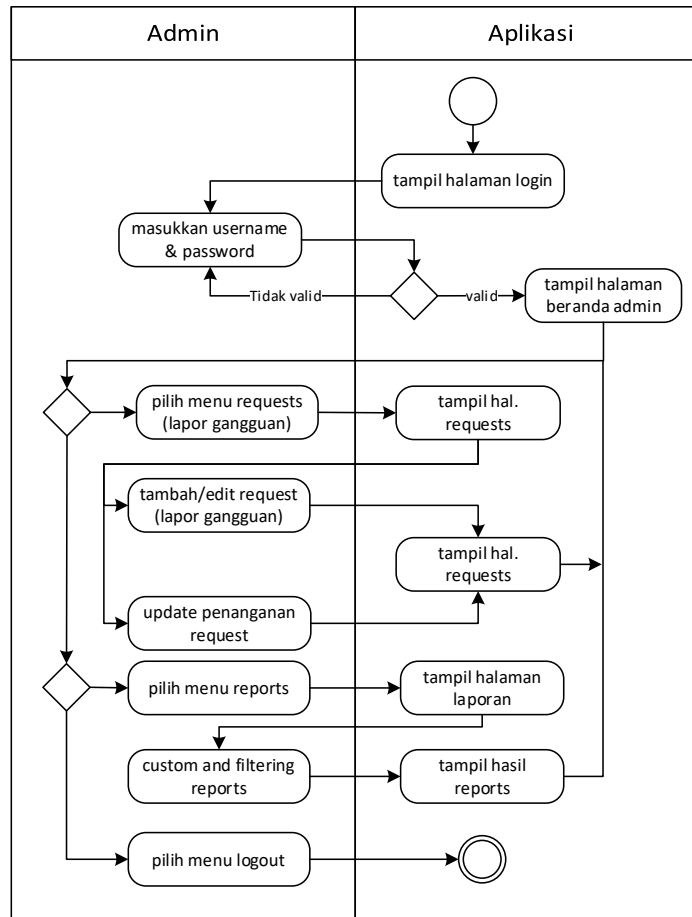 Admin
Aplikasi
tampil halaman login
masukkan username
& password
Tidak valid
valid
tampil halaman
beranda admin
pilih menu requests
(lapor gangguan)
tampil hal.
requests
tambah/edit request
(lapor gangguan)
tampil hal.
requests
update penanganan
request
pilih menu reports
tampil halaman
laporan
custom and filtering
reports
tampil hasil
reports
pilih menu logout